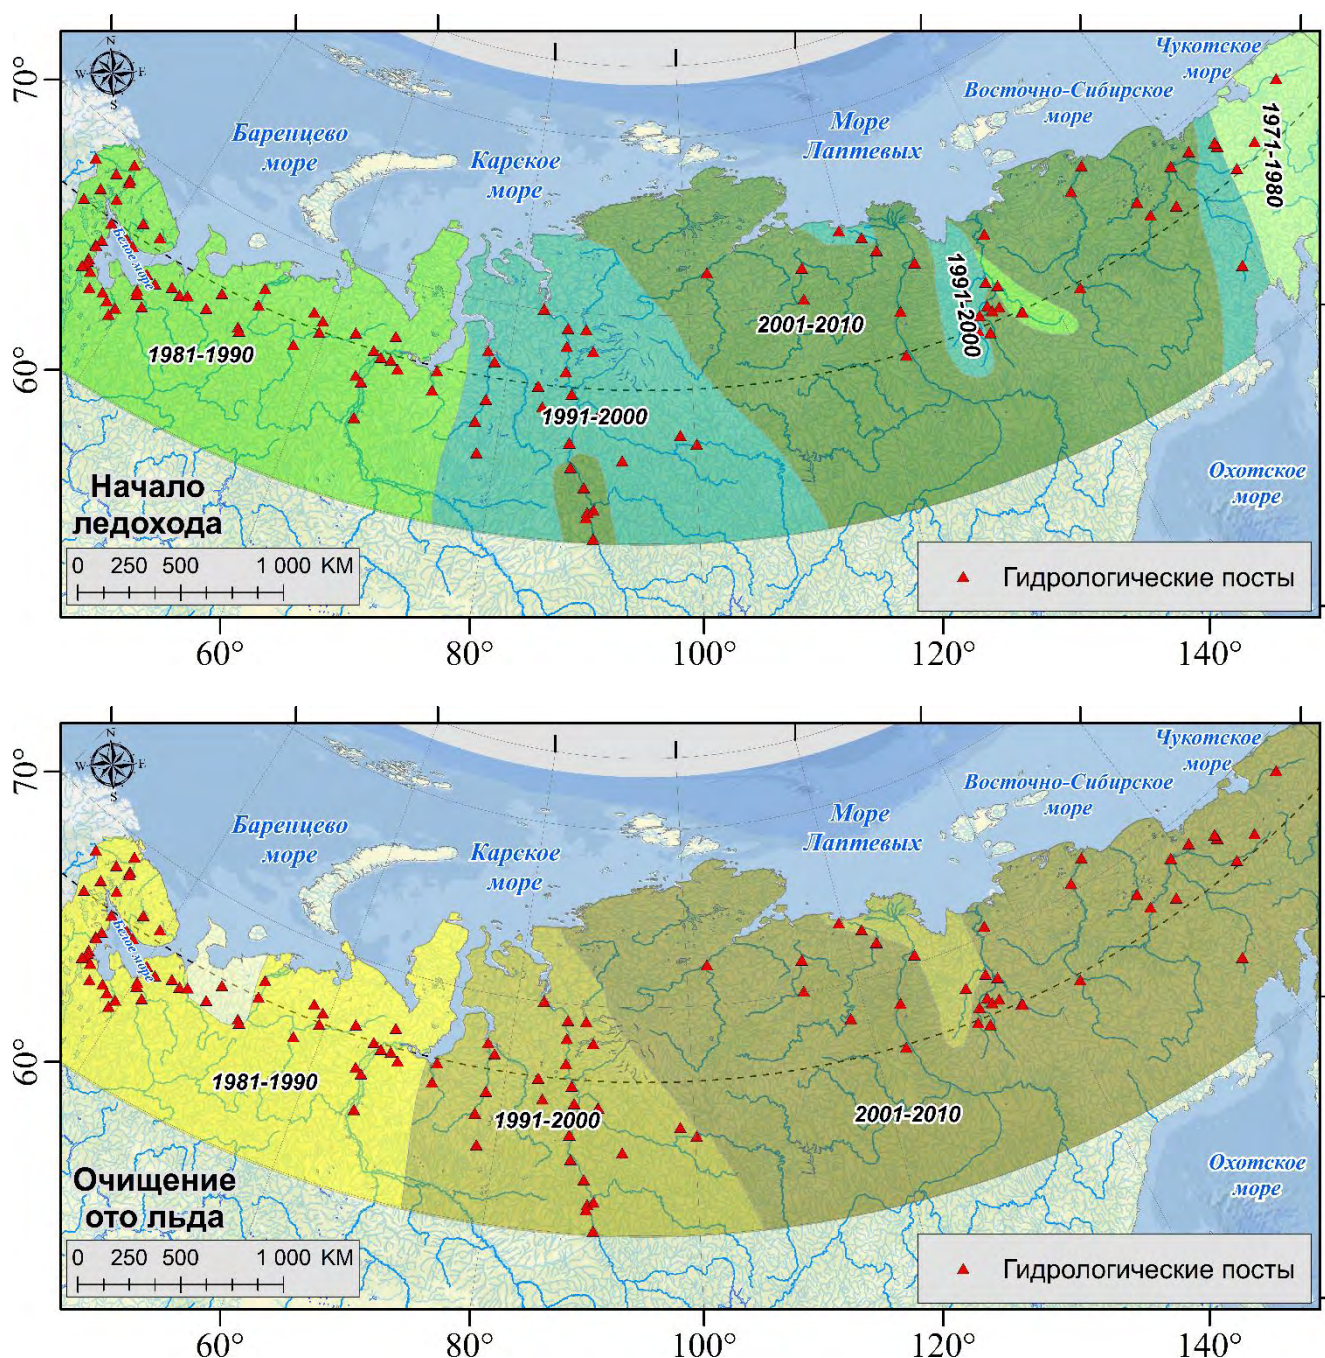 N
W E
S
70°
60°
Баренцево
море
Карское
море
Море
Лаптевых
Восточно-Сибирское
море
Чукотское
море
Белое море
1971-1980
1991-2000
2001-2010
1981-1990
1991-2000
Охотское
море
Начало
ледохода
0 250 500 1 000 KM
Гидрологические посты
60° 80° 100° 120° 140°
N
W E
S
70°
60°
Баренцево
море
Карское
море
Море
Лаптевых
Восточно-Сибирское
море
Чукотское
море
Белое море
1981-1990
1991-2000
2001-2010
Охотское
море
Очищение
ото льда
0 250 500 1 000 KM
Гидрологические посты
60° 80° 100° 120° 140°